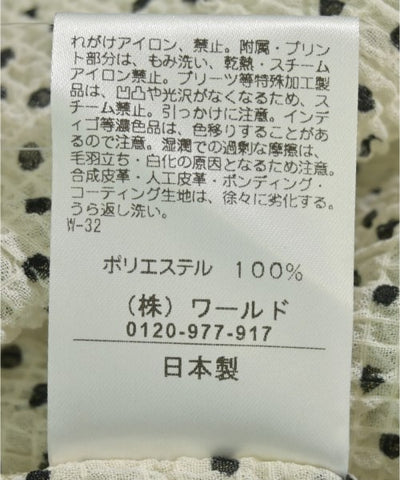 れがけアイロン、禁止。附属・プリン
ト部分は、もみ洗い、乾熱・スチーム
アイロン禁止。プリーツ等特殊加工製
品は、凹凸や光沢がなくなるため、ス
チーム禁止。引っかけに注意。インデ
ィゴ等濃色品は、色移りすることがあ
るので注意。湿潤での過剰な摩擦は、
毛羽立ち・白化の原因となるため注意。
合成皮革・人工皮革・ボンディング・
コーティング生地は、徐々に劣化する。
うら返し洗い。
W-32
ポリエステル 100%
(株)ワールド
0120-977-917
日本製